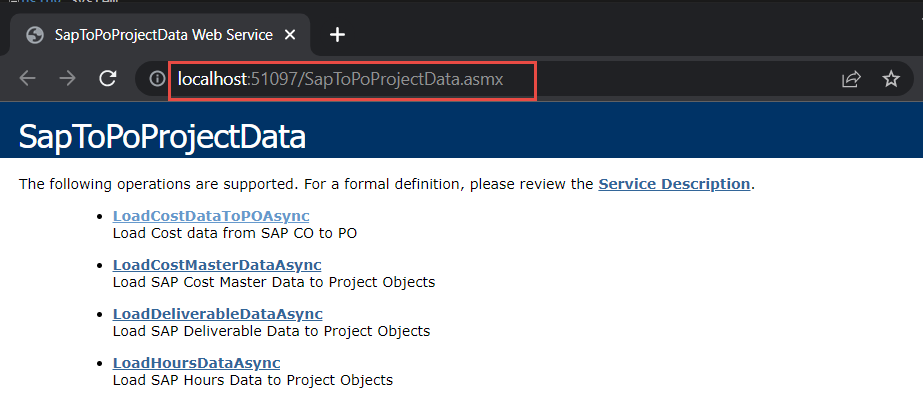 SapToPoProjectData Web Service
localhost:51097/SapToPoProjectData.asmx
SapToPoProjectData
The following operations are supported. For a formal definition, please review the Service Description.
LoadCostDataToPOAsync
Load Cost data from SAP CO to PO
LoadCostMasterDataAsync
Load SAP Cost Master Data to Project Objects
LoadDeliverableDataAsync
Load SAP Deliverable Data to Project Objects
LoadHoursDataAsync
Load SAP Hours Data to Project Objects